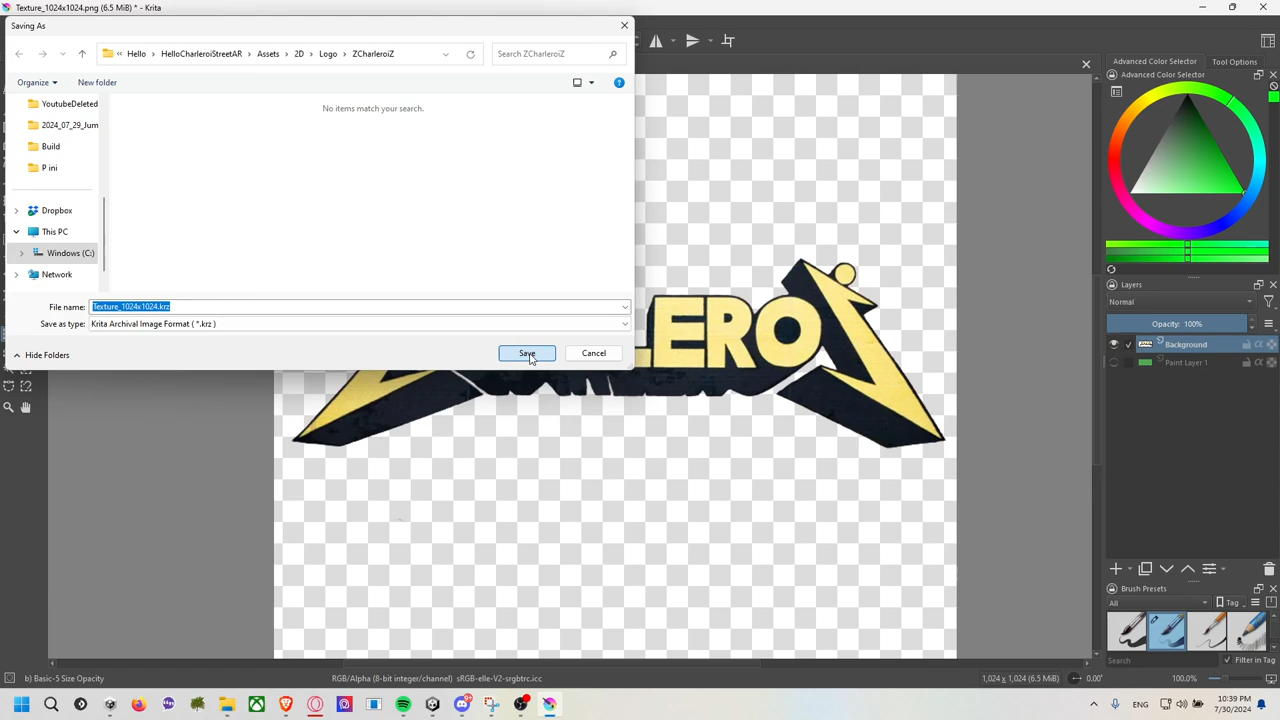 Texture_1024x1024.png (6.5 MiB) * - Krita
Saving As
Hello > HelloCharleroiStreetAR > Assets > 2D > Logo > ZCharleroiZ
Search ZCharleroiZ
Organize
New folder
YoutubeDeleted
2024_07_29_Jum
Build
P ini
Dropbox
This PC
Windows (C:)
Network
No items match your search.
File name:
Texture_1024x1024.krz
Save as type:
Krita Archival Image Format ( *.krz )
Hide Folders
Save
Cancel
LEROI
Advanced Color Selector
Tool Options
Advanced Color Selector
Layers
Normal
Opacity: 100%
Background
Paint Layer 1
Brush Presets
All
Tag
Search
Filter in Tag
b) Basic-5 Size Opacity
RGB/Alpha (8-bit integer/channel) sRGB-elle-V2-srgbtrc.icc
1,024 x 1,024 (6.5 MiB)
0.00°
100.0%
ENG
10:39 PM
7/30/2024